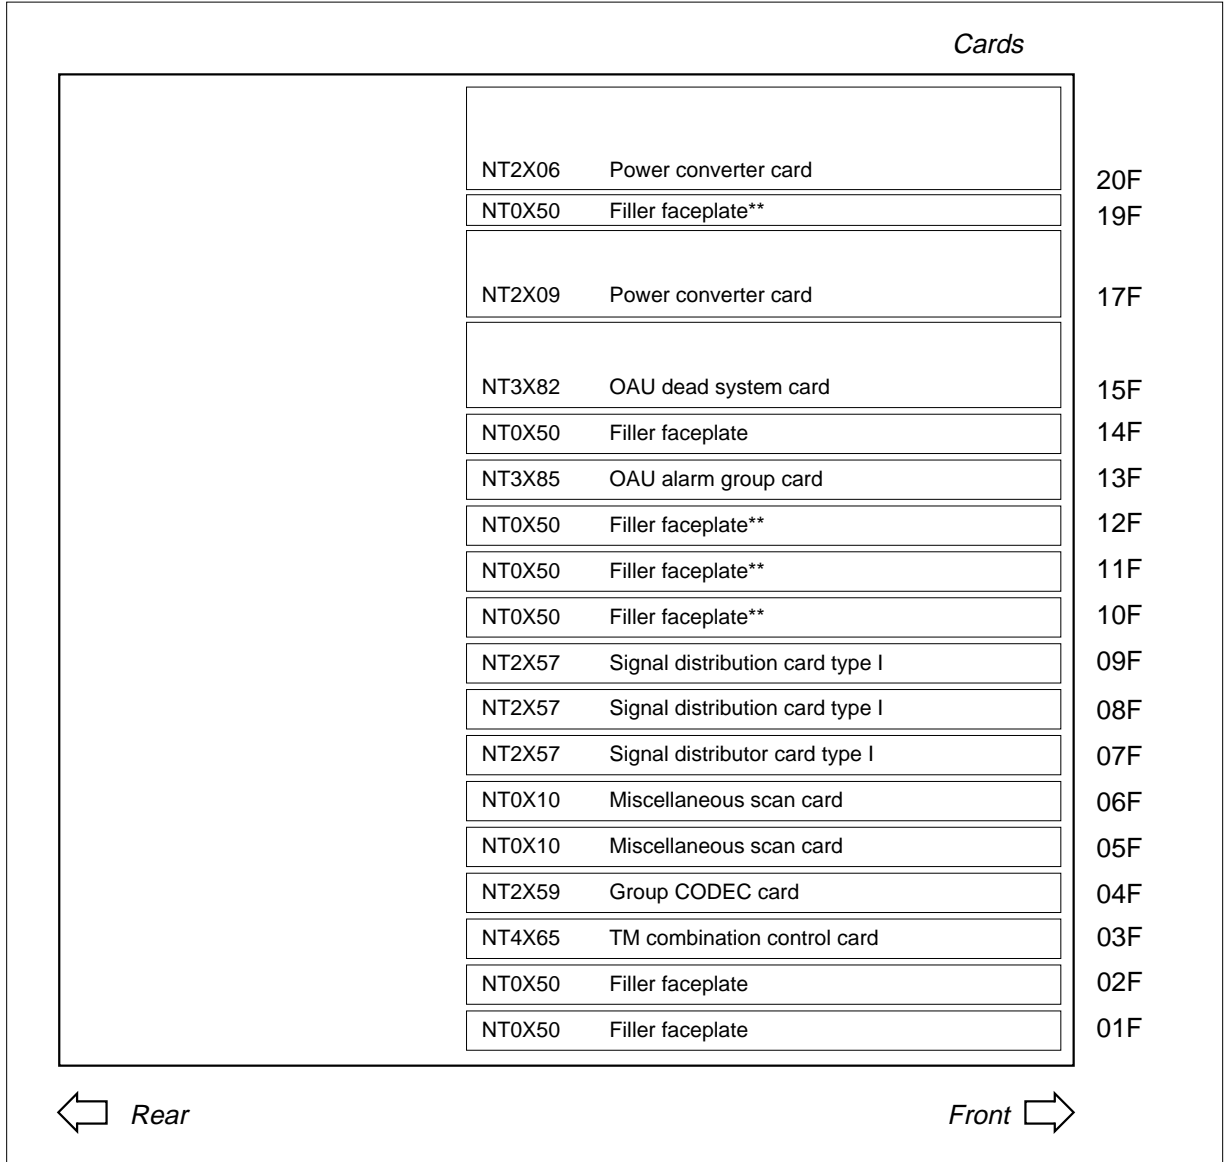 Cards
NT2X06 Power converter card 20F
NT0X50 Filler faceplate** 19F
NT2X09 Power converter card 17F
NT3X82 OAU dead system card 15F
NT0X50 Filler faceplate 14F
NT3X85 OAU alarm group card 13F
NT0X50 Filler faceplate** 12F
NT0X50 Filler faceplate** 11F
NT0X50 Filler faceplate** 10F
NT2X57 Signal distribution card type I 09F
NT2X57 Signal distribution card type I 08F
NT2X57 Signal distributor card type I 07F
NT0X10 Miscellaneous scan card 06F
NT0X10 Miscellaneous scan card 05F
NT2X59 Group CODEC card 04F
NT4X65 TM combination control card 03F
NT0X50 Filler faceplate 02F
NT0X50 Filler faceplate 01F
Rear Front